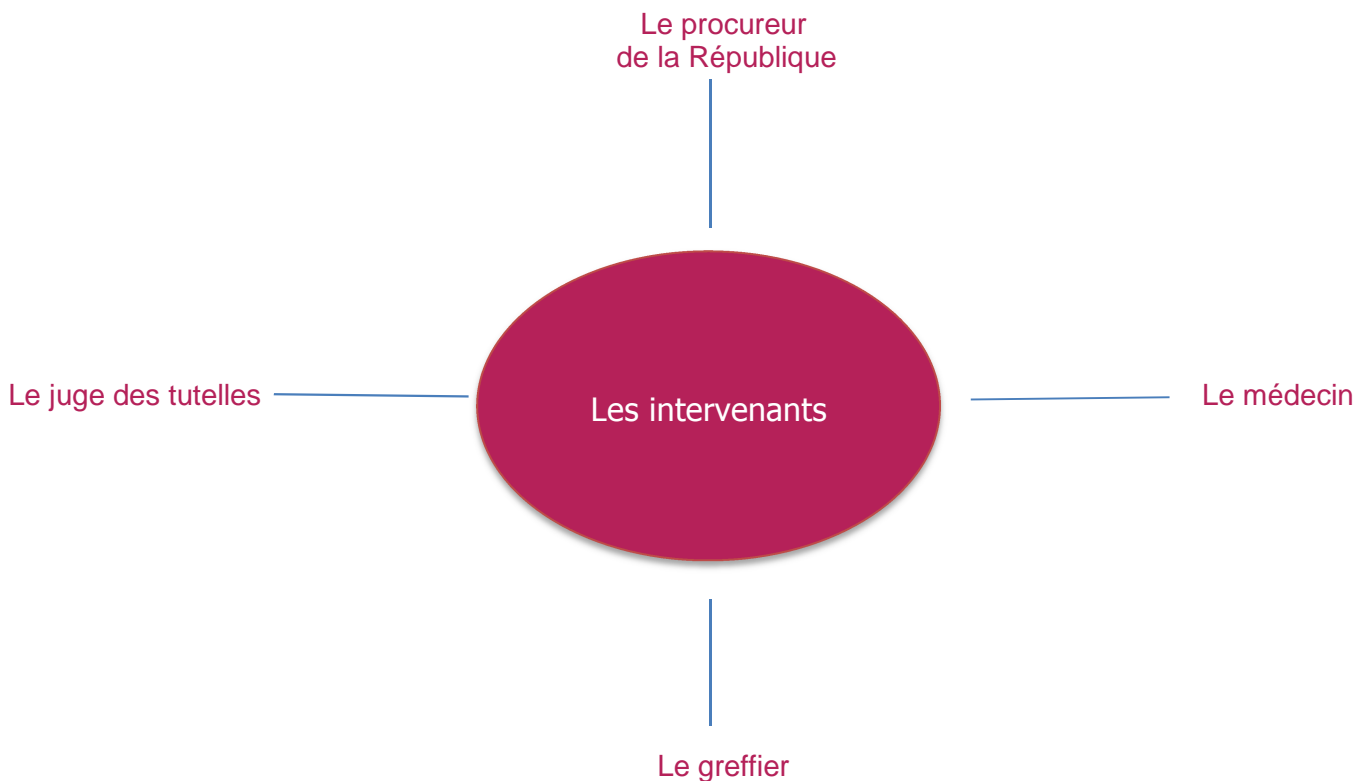 Le procureur
de la République
Le juge des tutelles
Les intervenants
Le médecin
Le greffier